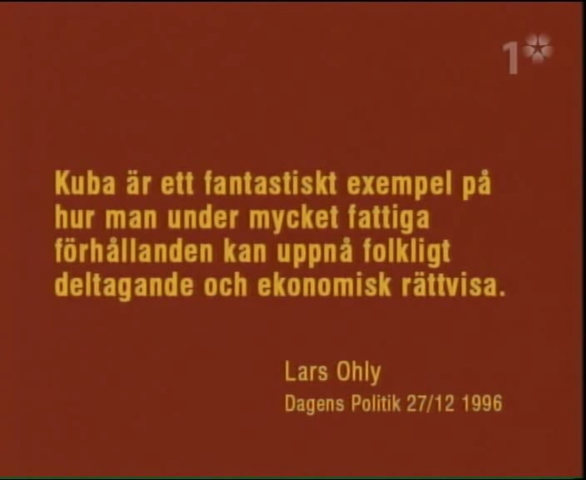 1
Kuba är ett fantastiskt exempel på
hur man under mycket fattiga
förhållanden kan uppnå folkligt
deltagande och ekonomisk rättvisa.
Lars Ohly
Dagens Politik 27/12 1996